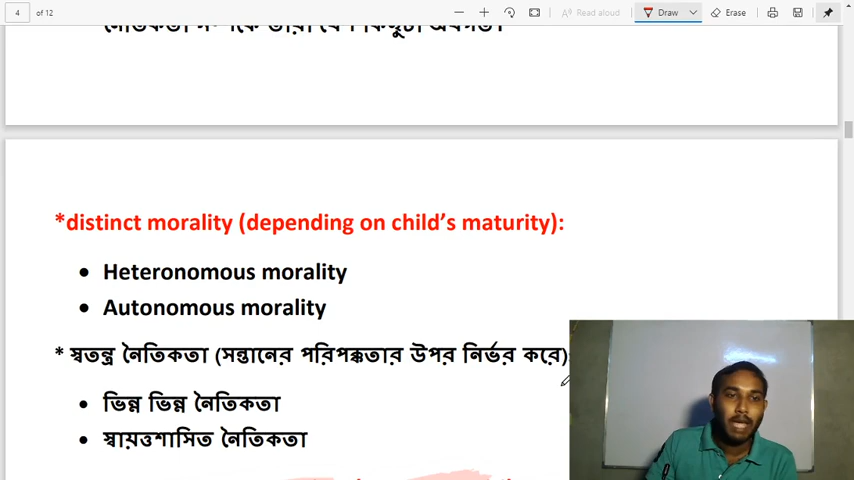 4 of 12
Read aloud
Draw
Erase
*distinct morality (depending on child's maturity):
• Heteronomous morality
• Autonomous morality
* স্বতন্ত্র নৈতিকতা (সন্তানের পরিপক্কতার উপর নির্ভর করে)
• ভিন্ন ভিন্ন নৈতিকতা
• স্বায়ত্তশাসিত নৈতিকতা